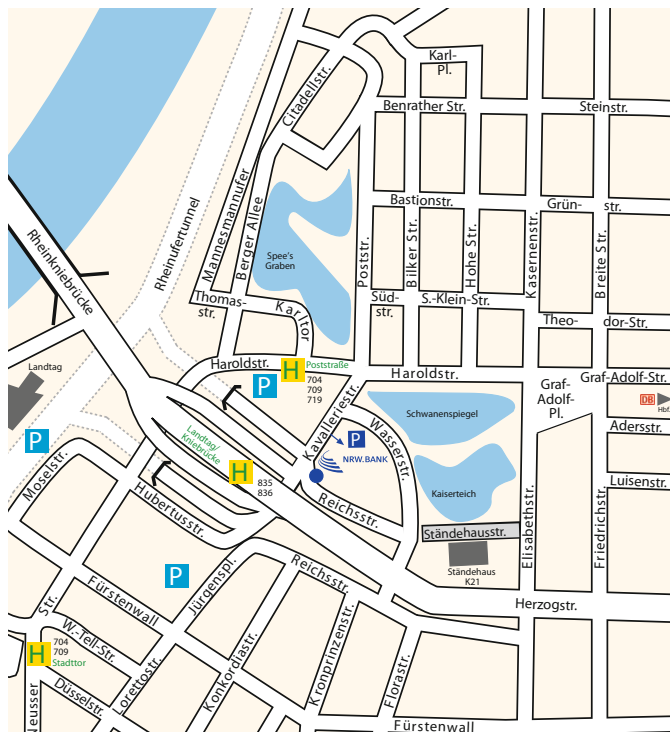 Karl-
Pl.
Citadellstr.
Benrather Str.
Steinstr.
Mannesmannufer
Berger Allee
Rheinufertunnel
Rheinkniebrücke
Bastionstr.
Grün-
str.
Poststr.
Bilker Str.
Hohe Str.
Kasernenstr.
Breite Str.
Spee's
Graben
Thomas-
str.
Karltor
Süd-
str.
S.-Klein-Str.
Theo-
dor-Str.
Haroldstr.
H
Poststraße
704
709
719
P
Haroldstr.
Graf-
Adolf-
Pl.
Graf-Adolf-Str.
DB
Hbf.
Adersstr.
Luisenstr.
Landtag
P
Moselstr.
Landtag/
Kniebrücke
H
835
836
Kavalleriestr.
P
NRW.BANK
Wasserstr.
Schwanenspiegel
Kaiserteich
Reichsstr.
Ständehausstr.
Ständehaus
K21
Elisabethstr.
Friedrichstr.
Hubertusstr.
P
Jürgenspl.
Reichsstr.
Herzogstr.
Fürstenwall
Str.
W.-Tell-Str.
H
704
709
Stadttor
Neusser
Düsselstr.
Lorettostr.
Konkordiastr.
Kronprinzenstr.
Florastr.
Fürstenwall